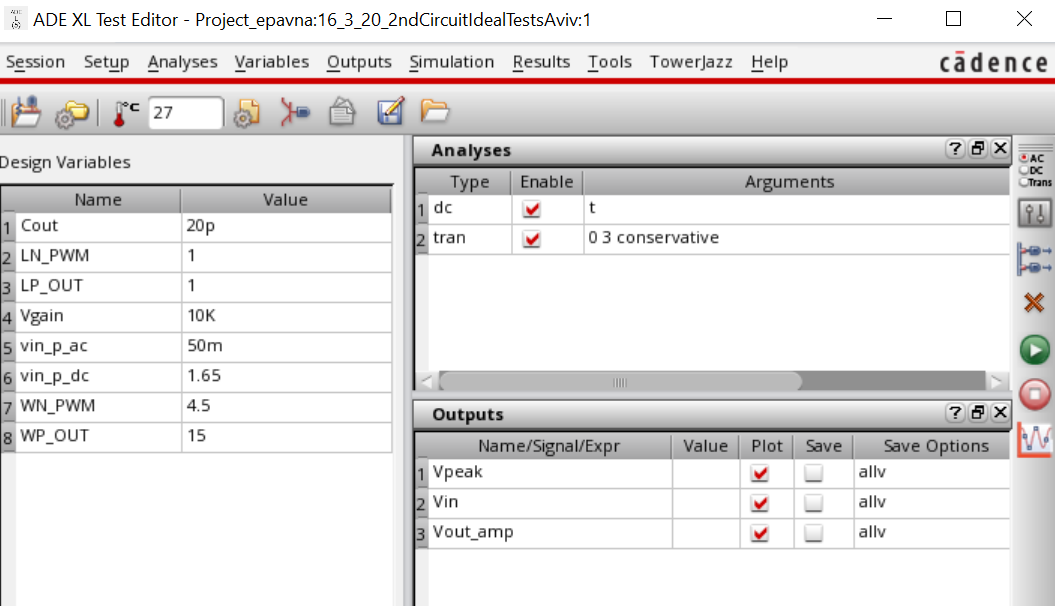 ADE XL Test Editor - Project_epavna:16_3_20_2ndCircuitIdealTestsAviv:1
Session Setup Analyses Variables Outputs Simulation Results Tools TowerJazz Help cādence
°C 27
Design Variables
Name Value
1 Cout 20p
2 LN_PWM 1
3 LP_OUT 1
4 Vgain 10K
5 vin_p_ac 50m
6 vin_p_dc 1.65
7 WN_PWM 4.5
8 WP_OUT 15
Analyses
Type Enable Arguments
1 dc t
2 tran 0 3 conservative
Outputs
Name/Signal/Expr Value Plot Save Save Options
1 Vpeak allv
2 Vin allv
3 Vout_amp allv
AC
DC
Trans